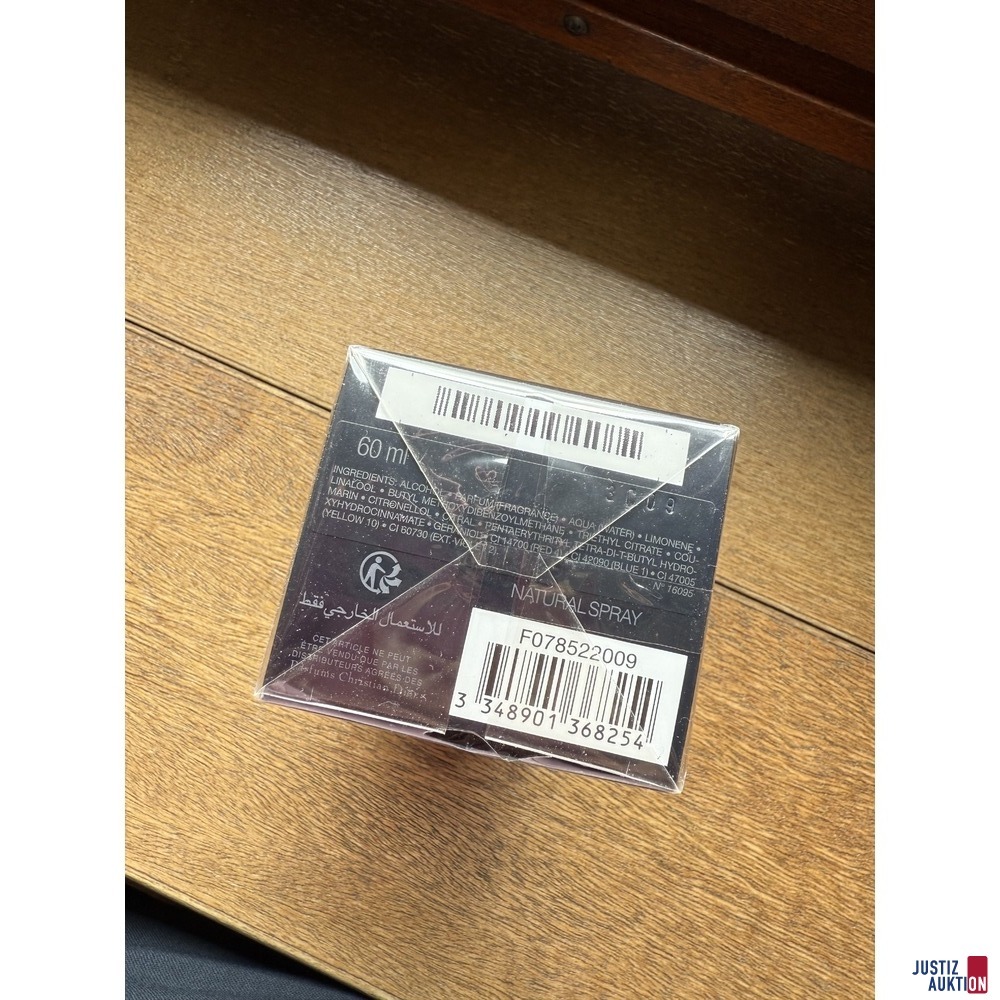 60 ml
3C09
INGREDIENTS: ALCOHOL • PARFUM (FRAGRANCE) • AQUA (WATER) • LIMONENE •
LINALOOL • BUTYL METHOXYDIBENZOYLMETHANE • TRIETHYL CITRATE • COU-
MARIN • CITRONELLOL • CITRAL • PENTAERYTHRITYL TETRA-DI-T-BUTYL HYDRO-
XYHYDROCINNAMATE • GERANIOL • CI 14700 (RED 4) • CI 42090 (BLUE 1) • CI 47005
(YELLOW 10) • CI 60730 (EXT. VIOLET 2).
N° 16095
NATURAL SPRAY
للاستعمال الخارجي فقط
CET ARTICLE NE PEUT
ÊTRE VENDU QUE PAR LES
DISTRIBUTEURS AGRÉÉS DES
Parfums Christian Dior
F078522009
3 348901 368254
JUSTIZ
AUKTION